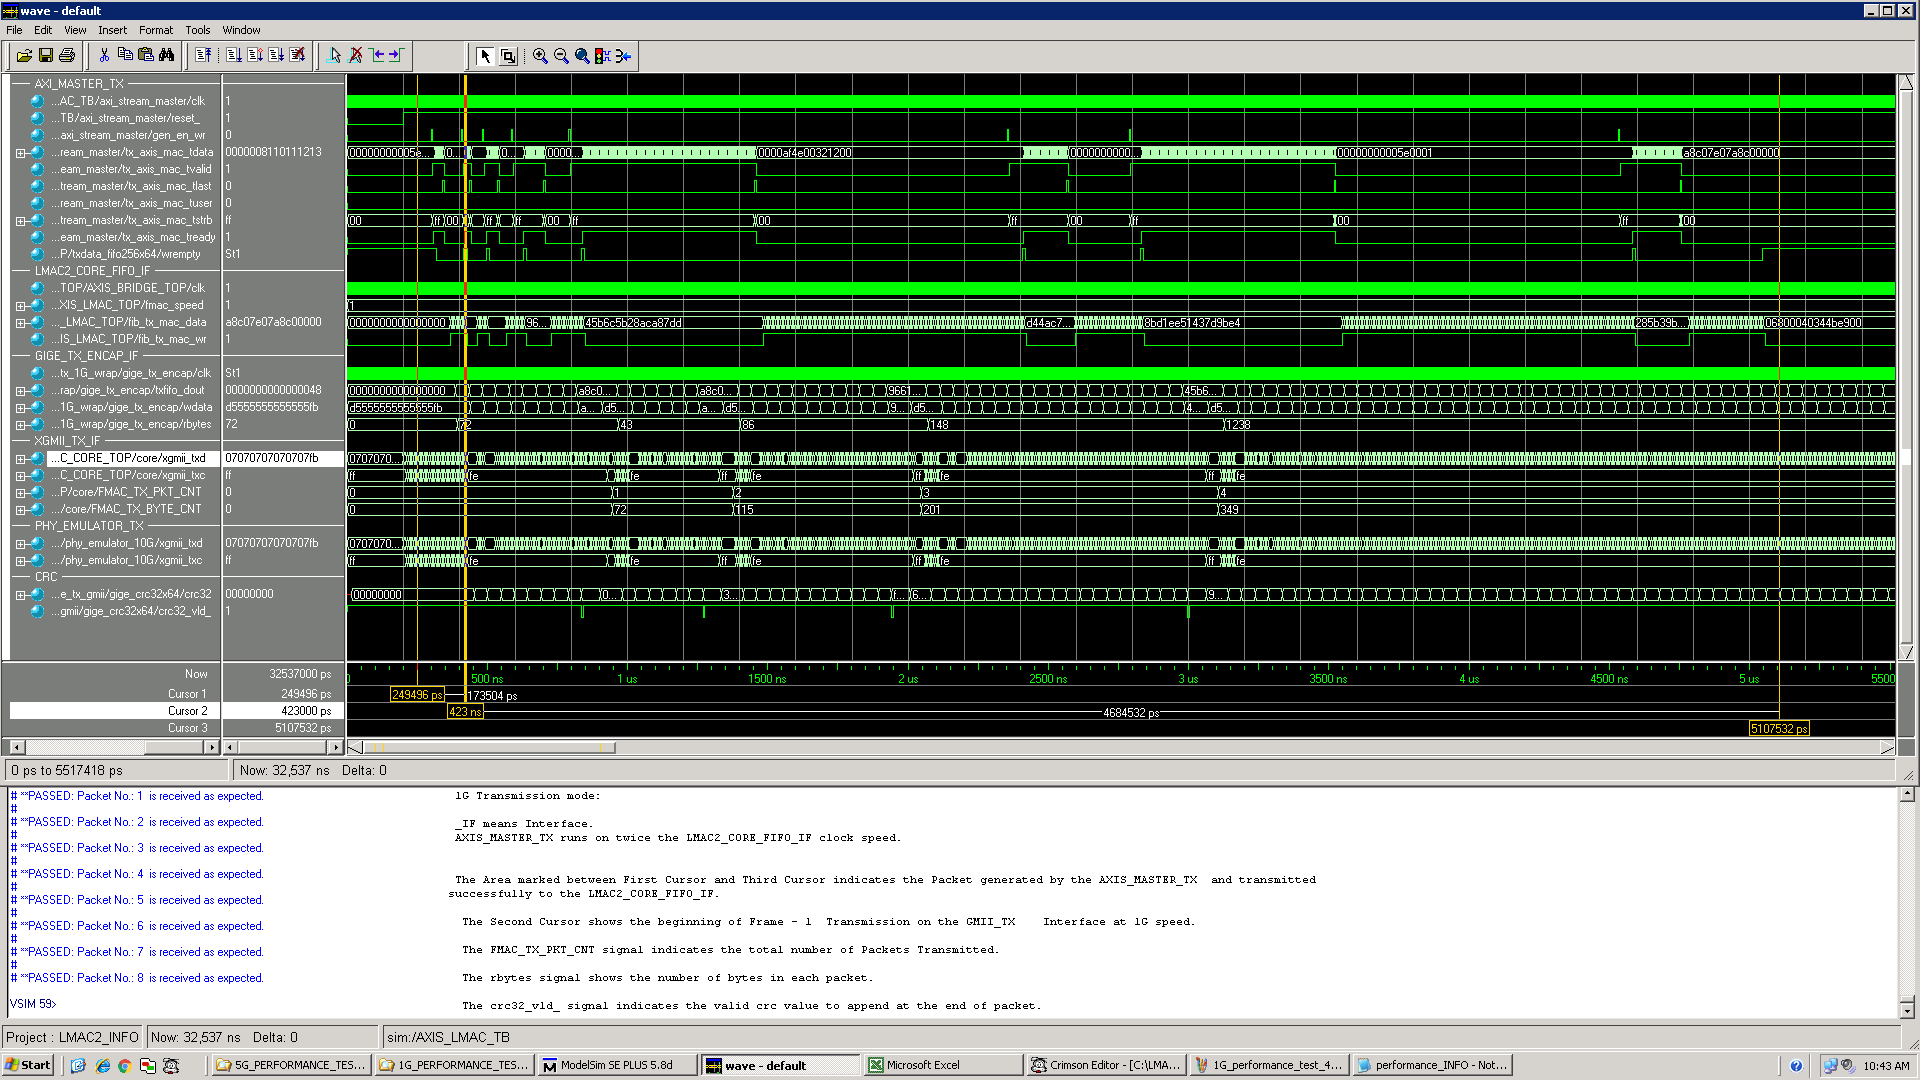 wave - default
File Edit View Insert Format Tools Window
AXI_MASTER_TX
...AC_TB/axi_stream_master/clk 1
...TB/axi_stream_master/reset_ 1
...axi_stream_master/gen_en_wr 0
...ream_master/tx_axis_mac_tdata 0000008110111213 00000000005e... 0... 0... 0000... 0000af4e00321200 0000000000... 00000000005e0001 a8c07e07a8c00000
...eam_master/tx_axis_mac_tvalid 1
...tream_master/tx_axis_mac_tlast 0
...ream_master/tx_axis_mac_tuser 0
...tream_master/tx_axis_mac_tstrb ff 00 ff 00 ff ff 00 ff 00 ff 00 ff 00 ff 00
...eam_master/tx_axis_mac_tready 1
...P/txdata_fifo256x64/wrempty St1
LMAC2_CORE_FIFO_IF
...TOP/AXIS_BRIDGE_TOP/clk 1
...XIS_LMAC_TOP/fmac_speed 1 1
..._LMAC_TOP/fib_tx_mac_data a8c07e07a8c00000 0000000000000000 96... 45b6c5b28aca87dd d44ac7... 8bd1ee51437d9be4 285b39b... 06800040344be900
...IS_LMAC_TOP/fib_tx_mac_wr 1
GIGE_TX_ENCAP_IF
...tx_1G_wrap/gige_tx_encap/clk St1
...rap/gige_tx_encap/txfifo_dout 0000000000000048 0000000000000000 a8c0... a8c0... 9661... 45b6...
...1G_wrap/gige_tx_encap/wdata d55555555555555fb d55555555555555fb a... d5... a... d5... 9... d5... 4... d5...
...1G_wrap/gige_tx_encap/rbytes 72 0 72 43 86 148 1238
XGMII_TX_IF
...C_CORE_TOP/core/xgmii_txd 07070707070707fb 0707070...
...C_CORE_TOP/core/xgmii_txc ff ff fe fe ff fe ff fe ff fe
...P/core/FMAC_TX_PKT_CNT 0 0 1 2 3 4
.../core/FMAC_TX_BYTE_CNT 0 0 72 115 201 349
PHY_EMULATOR_TX
.../phy_emulator_10G/xgmii_txd 07070707070707fb 0707070...
.../phy_emulator_10G/xgmii_txc ff ff fe fe ff fe ff fe ff fe
CRC
...e_tx_gmii/gige_crc32x64/crc32 00000000 00000000 0... 3... f... 6... 9...
...gmii/gige_crc32x64/crc32_vld_ 1
Now 32537000 ps 500 ns 1 us 1500 ns 2 us 2500 ns 3 us 3500 ns 4 us 4500 ns 5 us 5500
Cursor 1 249496 ps 249496 ps 173504 ps
Cursor 2 423000 ps 423 ns 4684532 ps
Cursor 3 5107532 ps 5107532 ps
0 ps to 5517418 ps Now: 32,537 ns Delta: 0
# **PASSED: Packet No.: 1 is received as expected.
#
# **PASSED: Packet No.: 2 is received as expected.
#
# **PASSED: Packet No.: 3 is received as expected.
#
# **PASSED: Packet No.: 4 is received as expected.
#
# **PASSED: Packet No.: 5 is received as expected.
#
# **PASSED: Packet No.: 6 is received as expected.
#
# **PASSED: Packet No.: 7 is received as expected.
#
# **PASSED: Packet No.: 8 is received as expected.
VSIM 59>
1G Transmission mode:
_IF means Interface.
AXIS_MASTER_TX runs on twice the LMAC2_CORE_FIFO_IF clock speed.
The Area marked between First Cursor and Third Cursor indicates the Packet generated by the AXIS_MASTER_TX and transmitted
successfully to the LMAC2_CORE_FIFO_IF.
The Second Cursor shows the beginning of Frame - 1 Transmission on the GMII_TX Interface at 1G speed.
The FMAC_TX_PKT_CNT signal indicates the total number of Packets Transmitted.
The rbytes signal shows the number of bytes in each packet.
The crc32_vld_ signal indicates the valid crc value to append at the end of packet.
Project : LMAC2_INFO Now: 32,537 ns Delta: 0 sim:/AXIS_LMAC_TB
Start 5G_PERFORMANCE_TES... 1G_PERFORMANCE_TES... ModelSim SE PLUS 5.8d wave - default Microsoft Excel Crimson Editor - [C:\LMA... 1G_performance_test_4... performance_INFO - Not... 10:43 AM